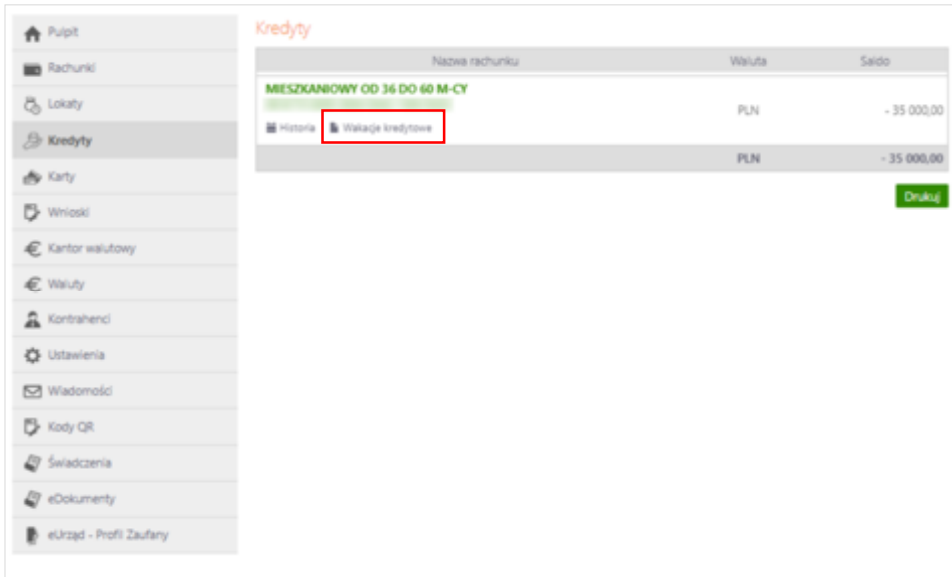 Pulpit
Rachunki
Lokaty
Kredyty
Karty
Wnioski
Kantor walutowy
Waluty
Kontrahenci
Ustawienia
Wiadomości
Kody QR
Świadczenia
eDokumenty
eUrząd - Profil Zaufany
Kredyty
Nazwa rachunku Waluta Saldo
MIESZKANIOWY OD 36 DO 60 M-CY
PLN - 35 000,00
Historia Wakacje kredytowe
PLN - 35 000,00
Drukuj